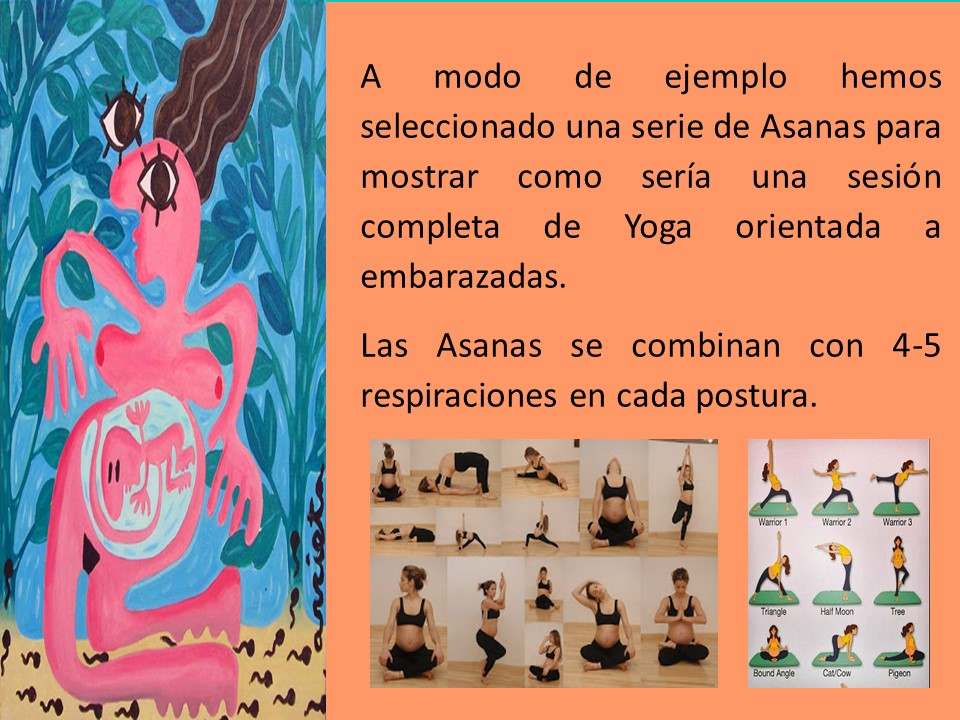 A modo de ejemplo hemos
seleccionado una serie de Asanas para
mostrar como sería una sesión
completa de Yoga orientada a
embarazadas.
Las Asanas se combinan con 4-5
respiraciones en cada postura.
Warrior 1 Warrior 2 Warrior 3
Triangle Half Moon Tree
Bound Angle Cat/Cow Pigeon